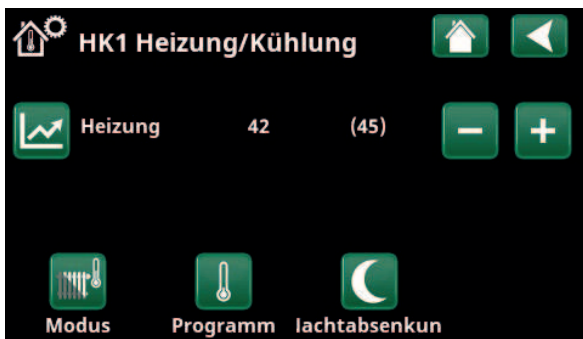 HK1 Heizung/Kühlung
Heizung 42 (45)
Modus Programm lachtabsenkun